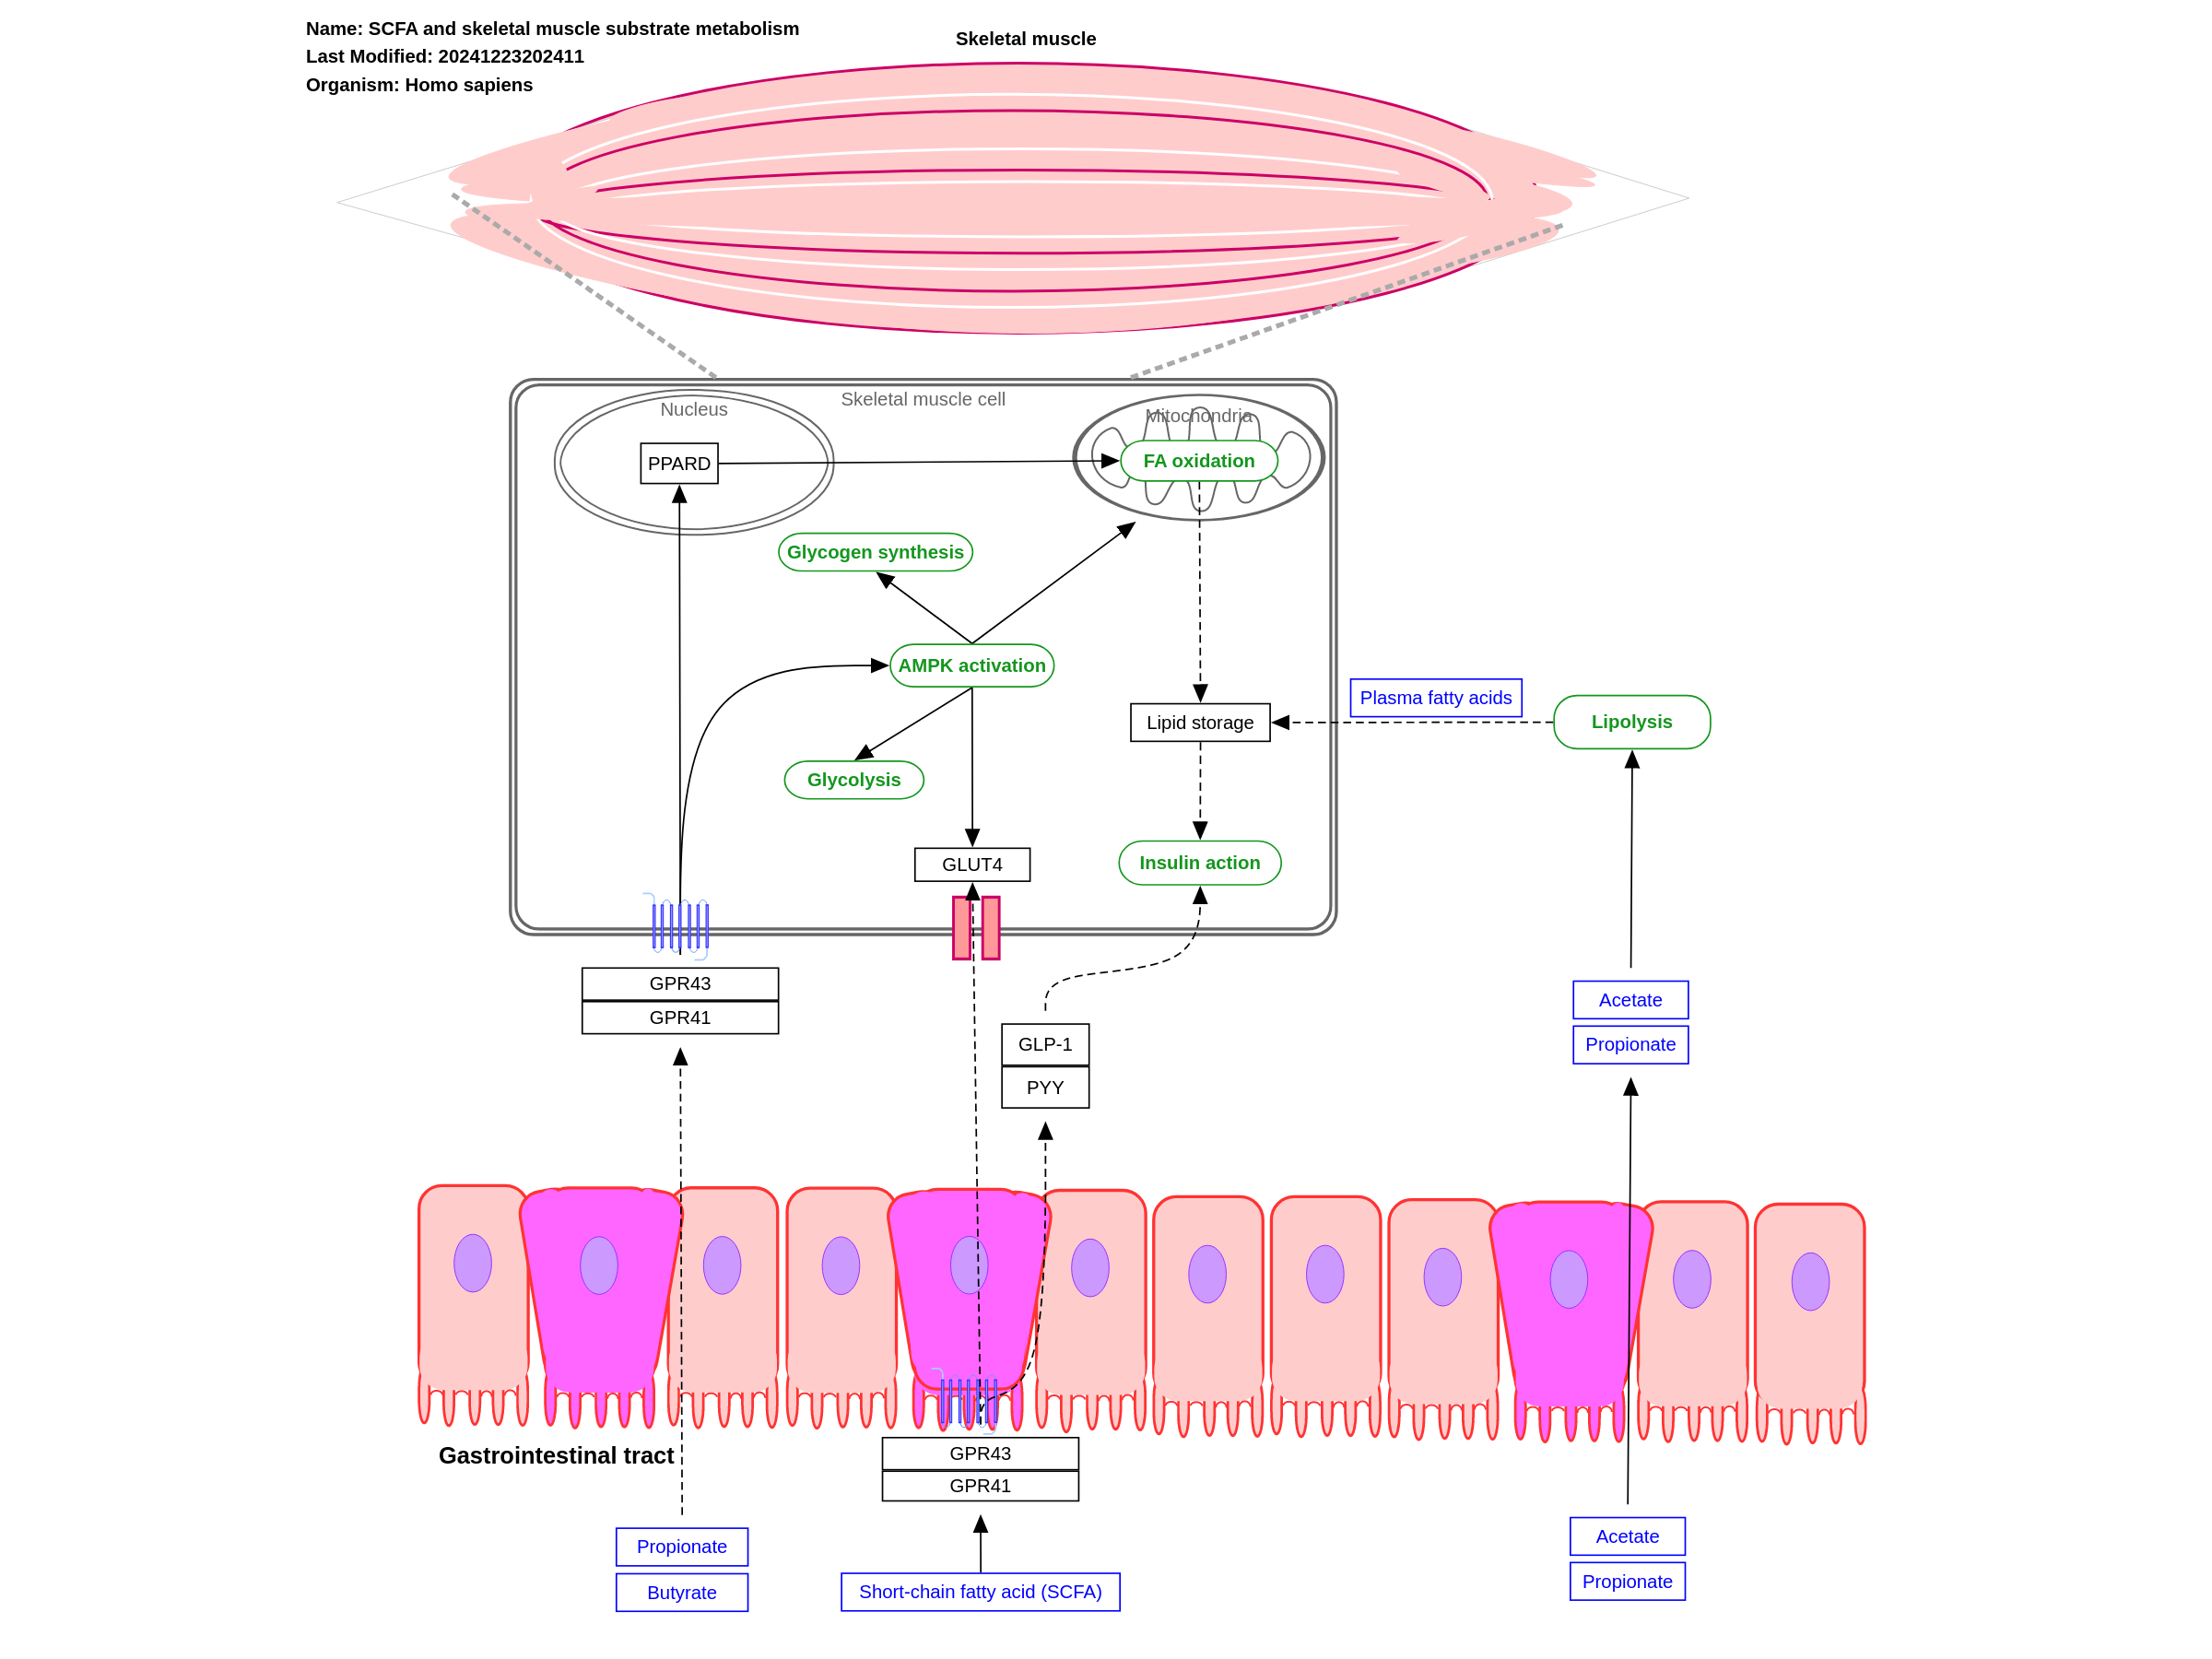 Name: SCFA and skeletal muscle substrate metabolism
Last Modified: 20241223202411
Organism: Homo sapiens
Skeletal muscle
Skeletal muscle cell
Nucleus
Mitochondria
PPARD
FA oxidation
Glycogen synthesis
AMPK activation
Plasma fatty acids
Lipid storage
Lipolysis
Glycolysis
GLUT4
Insulin action
GPR43
GPR41
GLP-1
PYY
Acetate
Propionate
Gastrointestinal tract
GPR43
GPR41
Propionate
Butyrate
Short-chain fatty acid (SCFA)
Acetate
Propionate